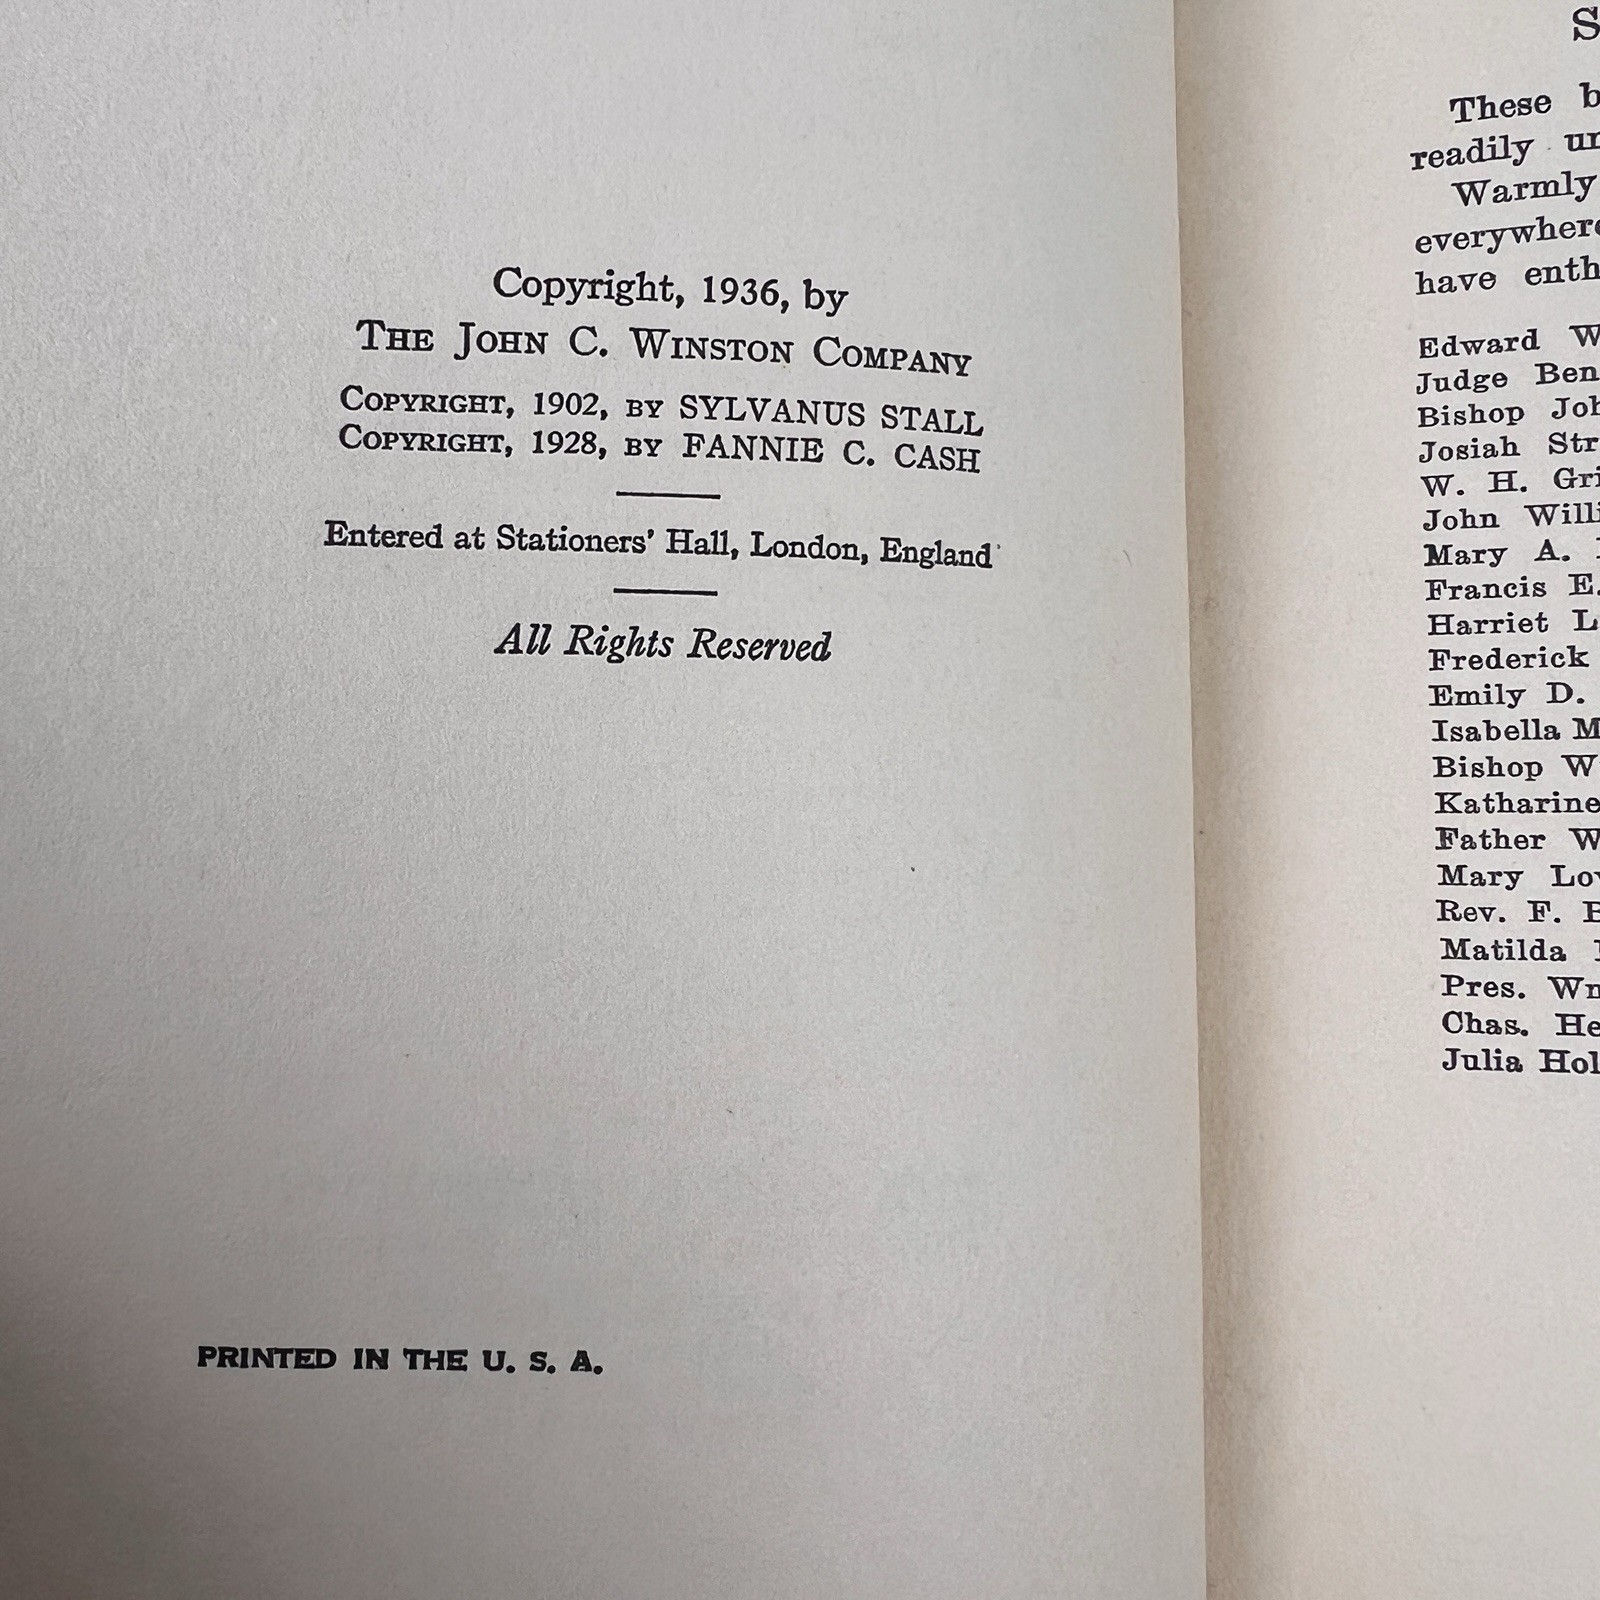 Copyright, 1936, by
THE JOHN C. WINSTON COMPANY
COPYRIGHT, 1902, BY SYLVANUS STALL
COPYRIGHT, 1928, BY FANNIE C. CASH
Entered at Stationers' Hall, London, England
All Rights Reserved
PRINTED IN THE U. S. A.
These
readily
Warmly
everywhere
have
Edward
Judge Ben
Bishop
Josiah
W. H.
John
Mary A.
Francis E.
Harriet
Frederick
Emily D.
Isabella
Bishop
Katharine
Father
Mary
Rev. F.
Matilda
Pres.
Chas.
Julia